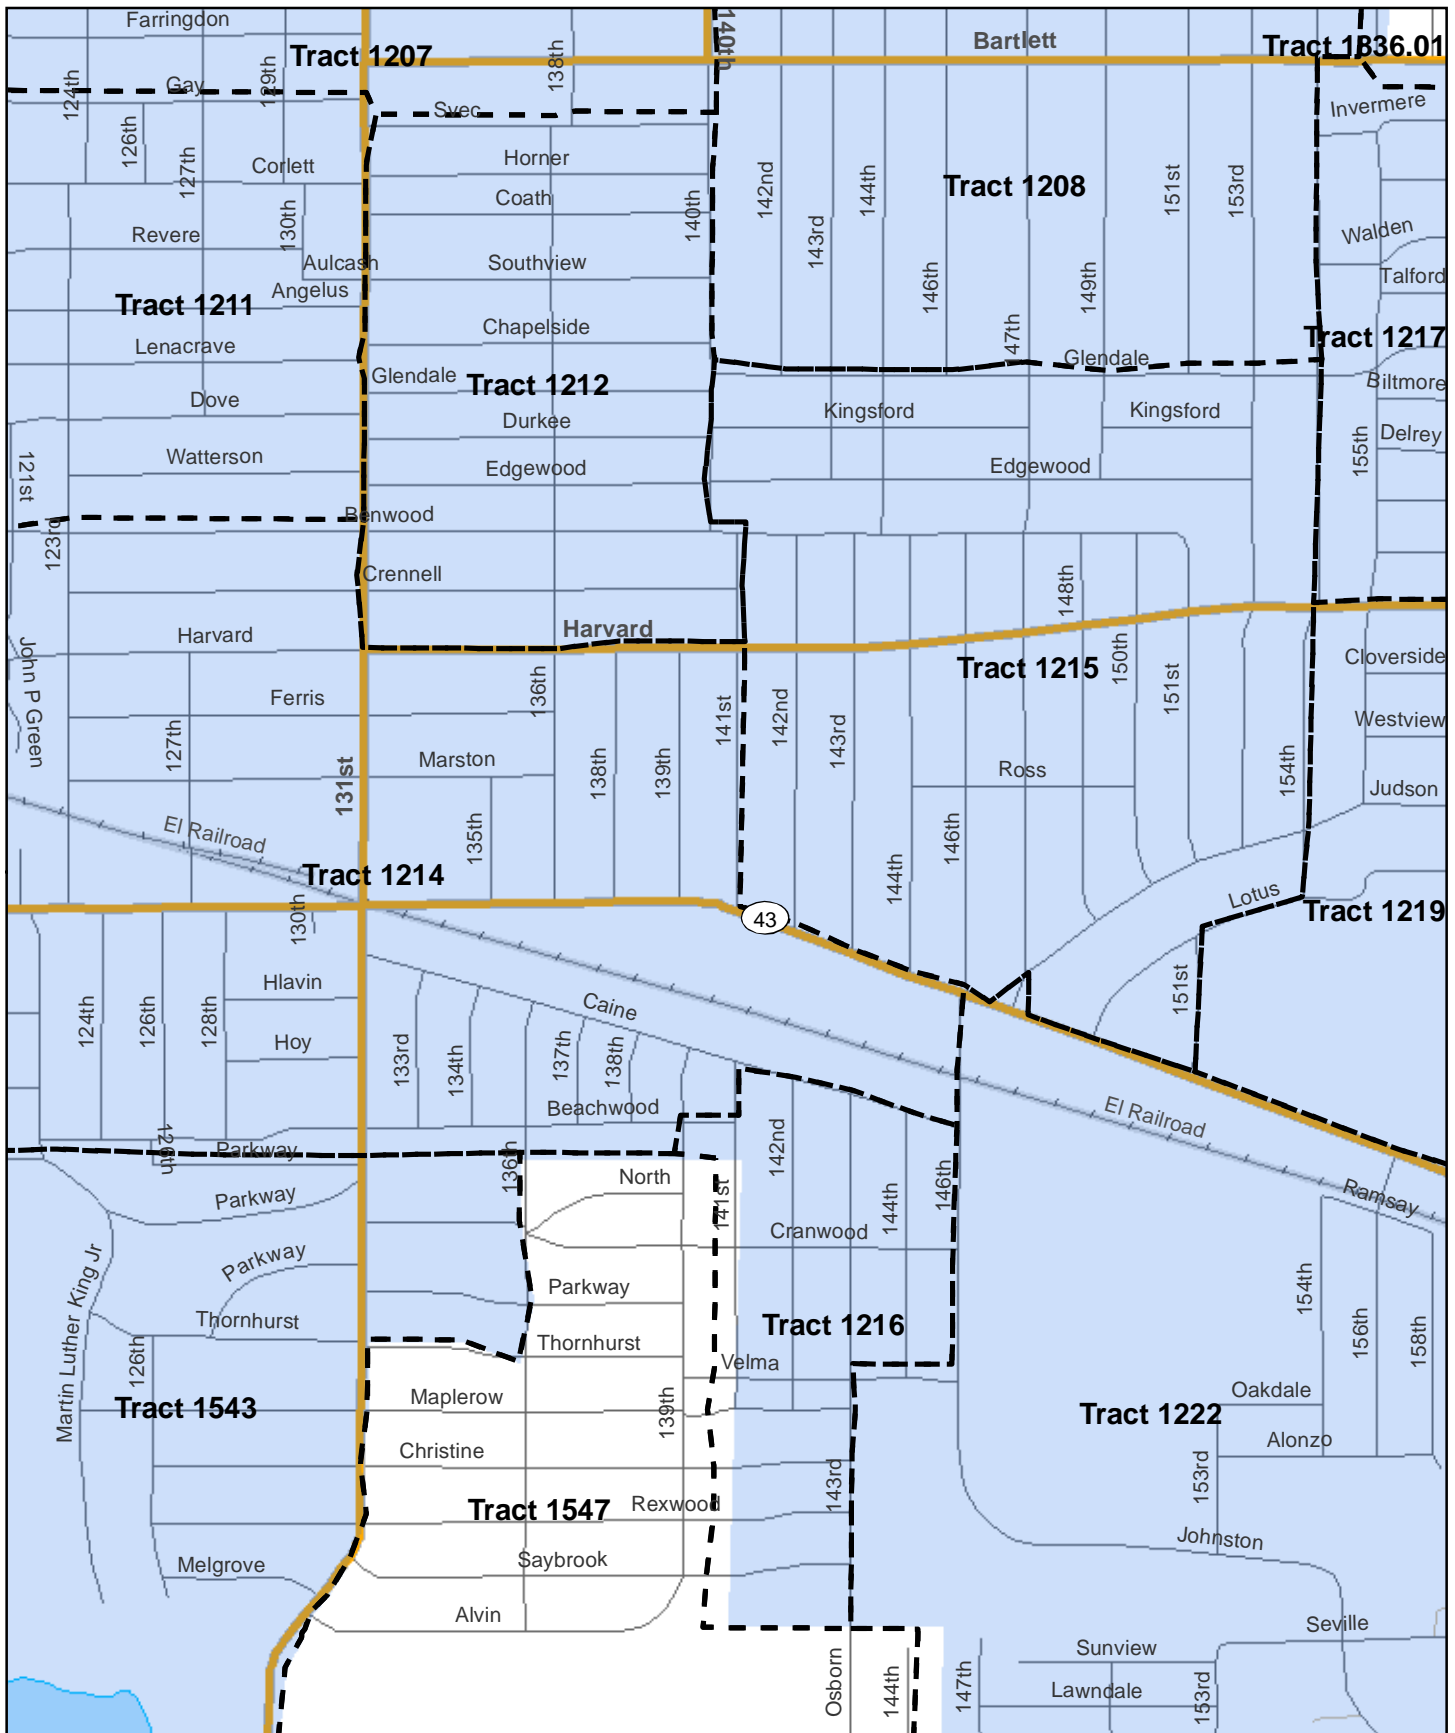 Farringdon
Tract 1207
140th
Bartlett
Tract 1836.01
138th
124th
Gay
129th
Svec
Invermere
126th
127th
Corlett
Horner
142nd
144th
Tract 1208
151st
153rd
Coath
140th
Revere
130th
143rd
Walden
Aulcash
Southview
146th
149th
Talford
Angelus
Tract 1211
Chapelside
47th
Tract 1217
Lenacrave
Glendale
Glendale
Tract 1212
Biltmore
Dove
Durkee
Kingsford
Kingsford
Delrey
155th
Watterson
Edgewood
Edgewood
121st
Benwood
123rd
Crennell
148th
Harvard
Harvard
John P Green
Tract 1215
150th
Cloverside
Ferris
136th
141st
142nd
151st
143rd
Westview
127th
Marston
138th
139th
Ross
154th
131st
Judson
El Railroad
135th
146th
Tract 1214
144th
Lotus
43
Tract 1219
130th
Hlavin
Caine
151st
124th
126th
128th
Hoy
133rd
134th
137th
138th
Beachwood
El Railroad
126th
Parkway
136th
142nd
North
141st
144th
146th
Parkway
Ramsay
Cranwood
Martin Luther King Jr
Parkway
Parkway
154th
Thornhurst
Tract 1216
Thornhurst
156th
158th
126th
Velma
Tract 1543
Maplerow
139th
Oakdale
Tract 1222
Christine
Alonzo
143rd
153rd
Tract 1547
Rexwood
Johnston
Melgrove
Saybrook
Alvin
Seville
Osborn
144th
147th
Sunview
153rd
Lawndale